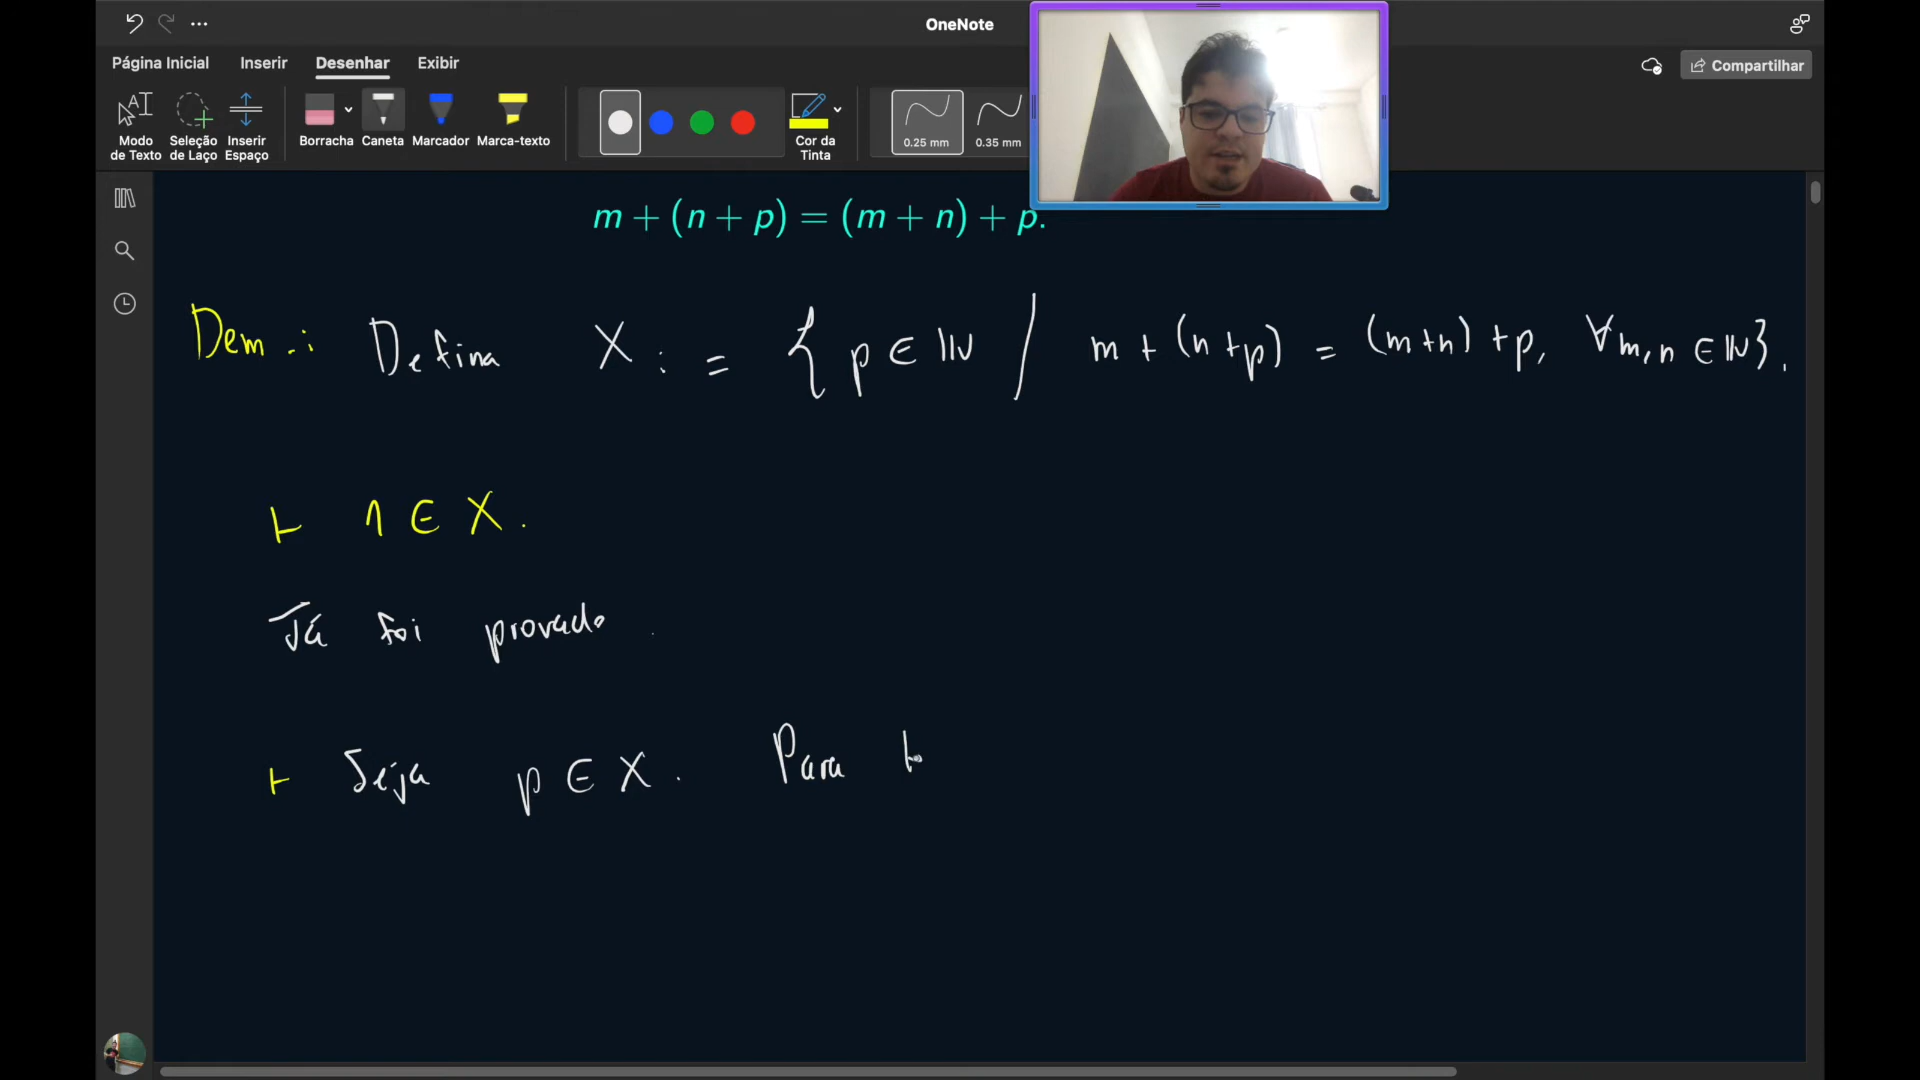 OneNote
Página Inicial Inserir Desenhar Exibir
Compartilhar
Modo de Texto Seleção de Laço Inserir Espaço Borracha Caneta Marcador Marca-texto Cor da Tinta 0.25 mm 0.35 mm
m + (n + p) = (m + n) + p.
Dem.: Defina X := { p ∈ ℕ / m + (n + p) = (m + n) + p, ∀ m, n ∈ ℕ }.
⊢ 1 ∈ X.
Já foi provado.
⊢ Seja p ∈ X. Para to